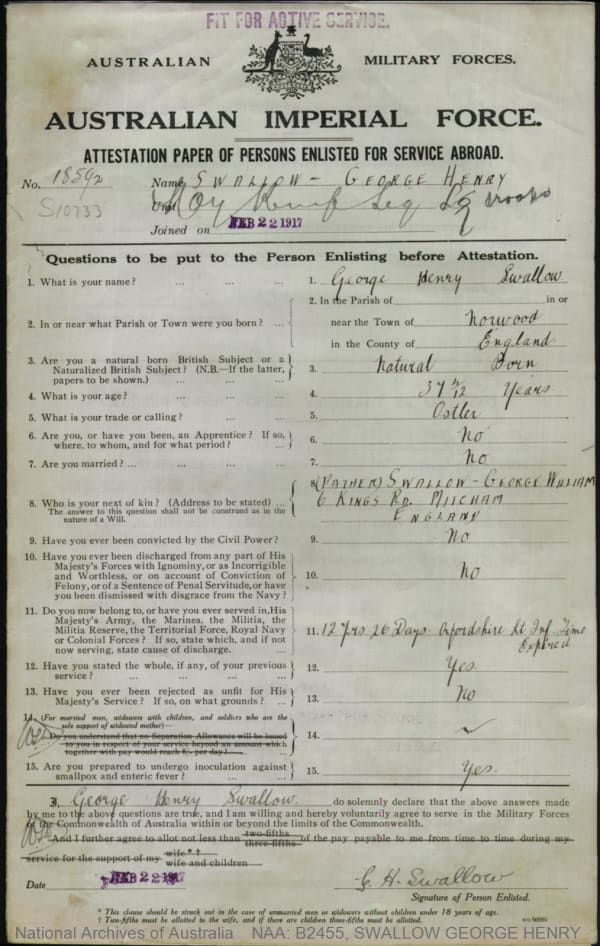 FIT FOR ACTIVE SERVICE.
AUSTRALIAN MILITARY FORCES.
AUSTRALIAN IMPERIAL FORCE.
ATTESTATION PAPER OF PERSONS ENLISTED FOR SERVICE ABROAD.
No. 18592 Name SWALLOW - GEORGE HENRY
S10733 Unit
Joined on FEB 22 1917
Questions to be put to the Person Enlisting before Attestation.
1. What is your name? ... ... ... 1. George Henry Swallow
2. In or near what Parish or Town were you born? ... 2. In the Parish of in or
near the Town of Norwood
in the County of England
3. Are you a natural born British Subject or a
Naturalized British Subject? (N.B.—If the latter,
papers to be shown.) ... ... ... 3. Natural Born
4. What is your age? ... ... ... 4. 37 Years
5. What is your trade or calling? ... ... 5. Ostler
6. Are you, or have you been, an Apprentice? If so,
where, to whom, and for what period? ... 6. No
7. Are you married? ... ... ... ... 7. No
8. Who is your next of kin? (Address to be stated) ...
The answer to this question shall not be construed as in the
nature of a Will.
8. (FATHER) SWALLOW - GEORGE WILLIAM
6 KINGS RD. MITCHAM
ENGLAND
9. Have you ever been convicted by the Civil Power? 9. No
10. Have you ever been discharged from any part of His
Majesty's Forces with Ignominy, or as Incorrigible
and Worthless, or on account of Conviction of
Felony, or of a Sentence of Penal Servitude, or have
you been dismissed with disgrace from the Navy? 10. No
11. Do you now belong to, or have you ever served in, His
Majesty's Army, the Marines, the Militia, the
Militia Reserve, the Territorial Force, Royal Navy
or Colonial Forces? If so, state which, and if not
now serving, state cause of discharge. ... 11. 12 Yrs. 26 Days. Oxfordshire Lt Inf. Time
Expired
12. Have you stated the whole, if any, of your previous
service? ... ... ... ... 12. Yes.
13. Have you ever been rejected as unfit for His
Majesty's Service? If so, on what grounds? ... 13. No
14. (For married men, widowers with children, and soldiers who are the
sole support of widowed mother)—
Do you understand that no Separation Allowance will be issued
to you in respect of your service beyond an amount which
together with pay would reach 8/- per day? ... 14.
15. Are you prepared to undergo inoculation against
smallpox and enteric fever? ... ... 15. Yes.
I, George Henry Swallow do solemnly declare that the above answers made
by me to the above questions are true, and I am willing and hereby voluntarily agree to serve in the Military Forces
of the Commonwealth of Australia within or beyond the limits of the Commonwealth.
And I further agree to allot not less than two-fifths three-fifths of the pay payable to me from time to time during my
service for the support of my wife * † wife and children
Date FEB 22 1917 G. H. Swallow
Signature of Person Enlisted.
* This clause should be struck out in the case of unmarried men or widowers without children under 18 years of age.
† Two-fifths must be allotted to the wife, and if there are children three-fifths must be allotted.
National Archives of Australia NAA: B2455, SWALLOW GEORGE HENRY